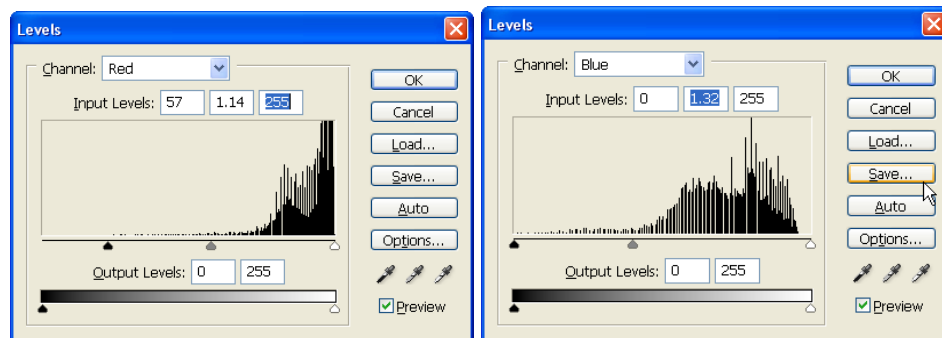 Levels
Channel: Red
OK
Input Levels: 57 1.14 255
Cancel
Load...
Save...
Auto
Options...
Output Levels: 0 255
Preview
Levels
Channel: Blue
OK
Input Levels: 0 1.32 255
Cancel
Load...
Save...
Auto
Options...
Output Levels: 0 255
Preview